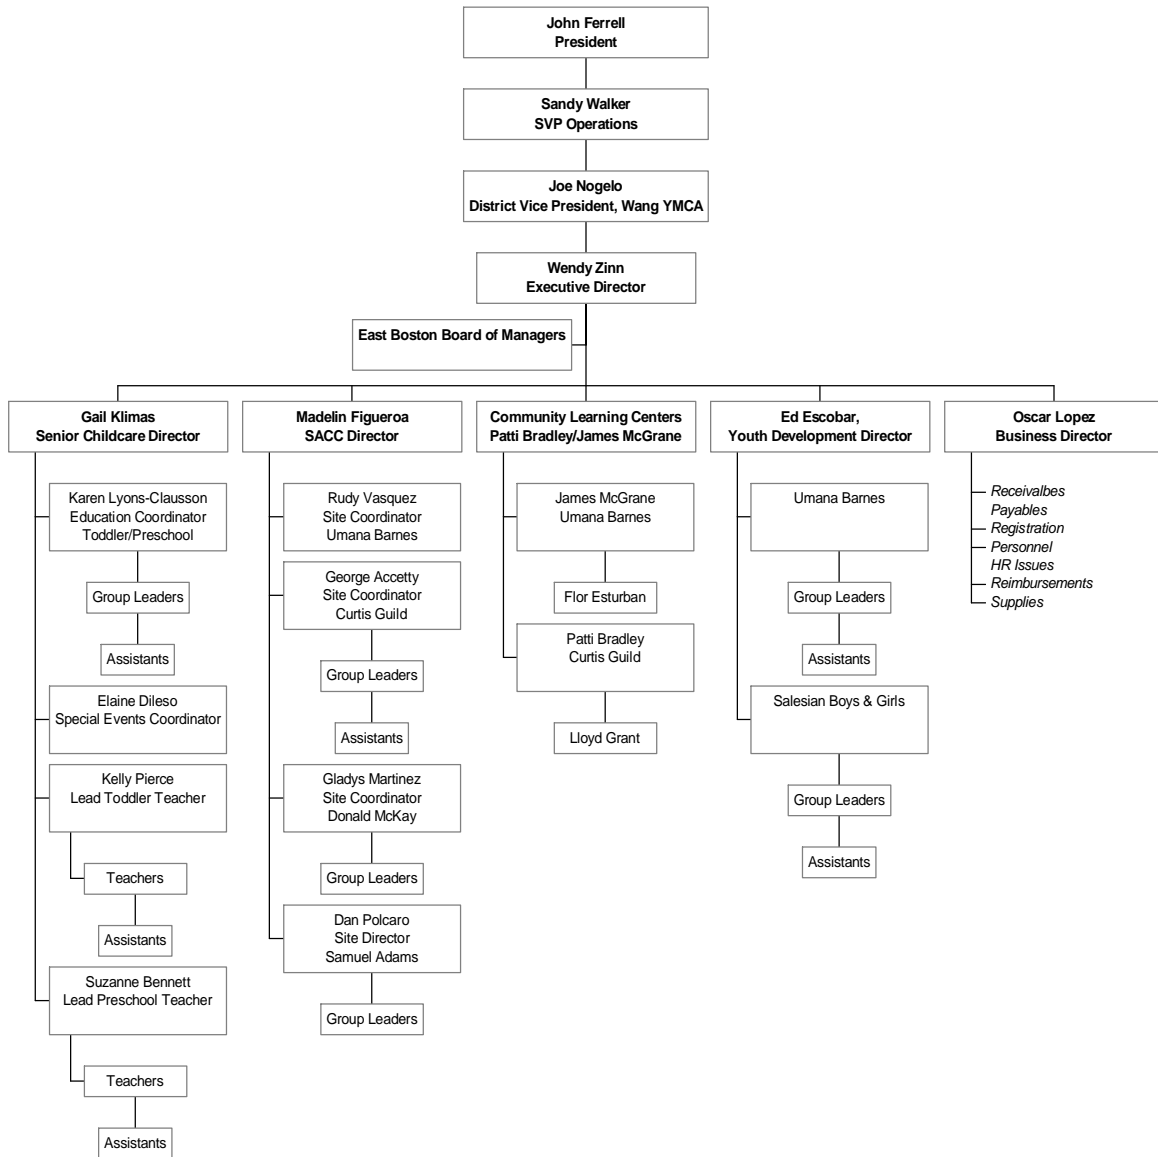 John Ferrell
President
Sandy Walker
SVP Operations
Joe Nogelo
District Vice President, Wang YMCA
Wendy Zinn
Executive Director
East Boston Board of Managers
Gail Klimas
Senior Childcare Director
Karen Lyons-Clausson
Education Coordinator
Toddler/Preschool
Group Leaders
Assistants
Elaine Dileso
Special Events Coordinator
Kelly Pierce
Lead Toddler Teacher
Teachers
Assistants
Suzanne Bennett
Lead Preschool Teacher
Teachers
Assistants
Madelin Figueroa
SACC Director
Rudy Vasquez
Site Coordinator
Umana Barnes
George Accetty
Site Coordinator
Curtis Guild
Group Leaders
Assistants
Gladys Martinez
Site Coordinator
Donald McKay
Group Leaders
Dan Polcaro
Site Director
Samuel Adams
Group Leaders
Community Learning Centers
Patti Bradley/James McGrane
James McGrane
Umana Barnes
Flor Esturban
Patti Bradley
Curtis Guild
Lloyd Grant
Ed Escobar,
Youth Development Director
Umana Barnes
Group Leaders
Assistants
Salesian Boys & Girls
Group Leaders
Assistants
Oscar Lopez
Business Director
Receivalbes
Payables
Registration
Personnel
HR Issues
Reimbursements
Supplies